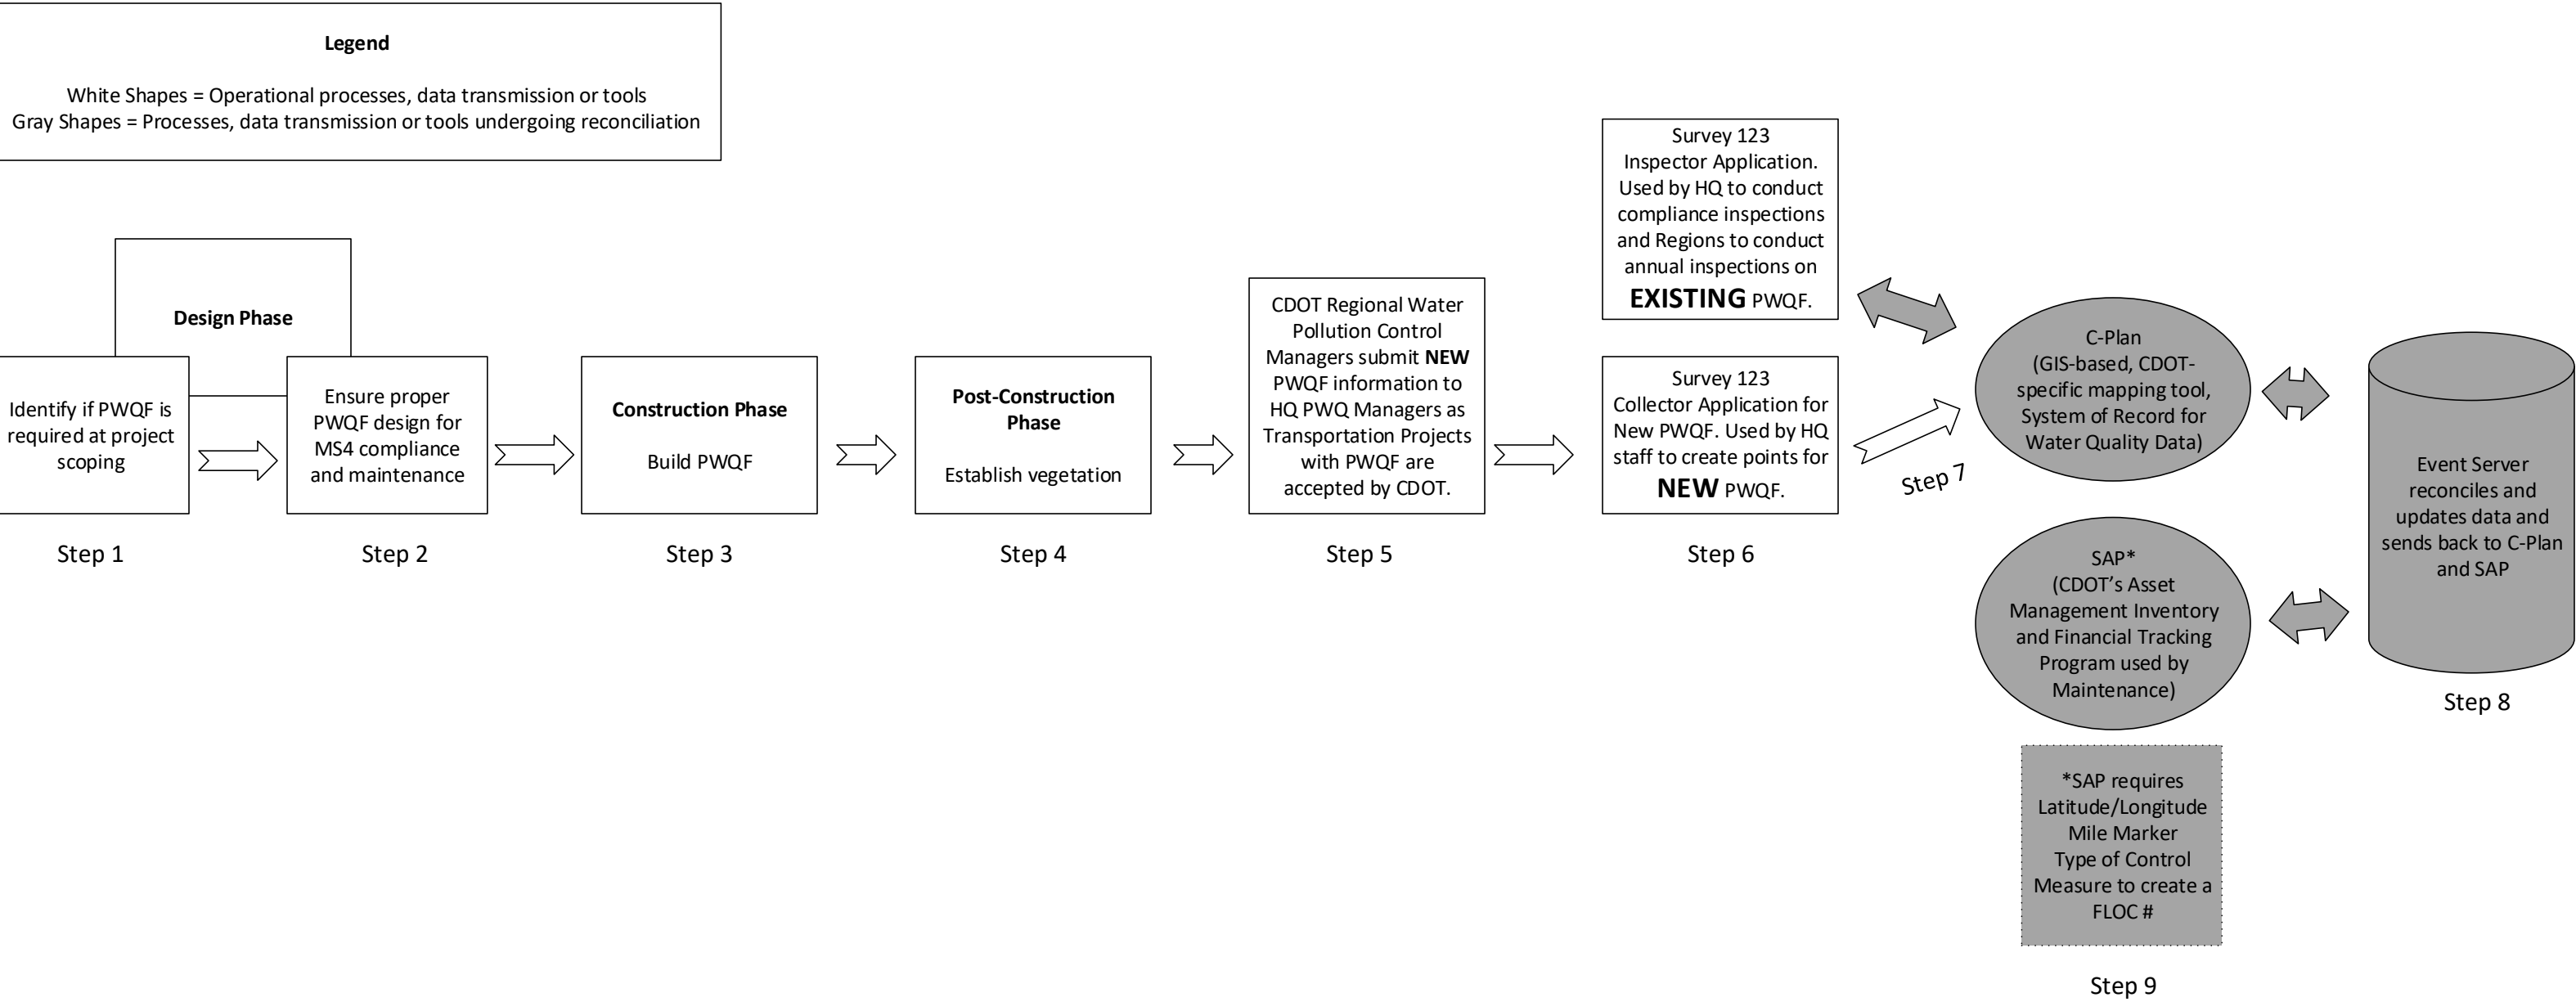 Legend
White Shapes = Operational processes, data transmission or tools
Gray Shapes = Processes, data transmission or tools undergoing reconciliation
Design Phase
Identify if PWQF is
required at project
scoping
Step 1
Ensure proper
PWQF design for
MS4 compliance
and maintenance
Step 2
Construction Phase
Build PWQF
Step 3
Post-Construction
Phase
Establish vegetation
Step 4
CDOT Regional Water
Pollution Control
Managers submit NEW
PWQF information to
HQ PWQ Managers as
Transportation Projects
with PWQF are
accepted by CDOT.
Step 5
Survey 123
Inspector Application.
Used by HQ to conduct
compliance inspections
and Regions to conduct
annual inspections on
EXISTING PWQF.
Survey 123
Collector Application for
New PWQF. Used by HQ
staff to create points for
NEW PWQF.
Step 6
Step 7
C-Plan
(GIS-based, CDOT-
specific mapping tool,
System of Record for
Water Quality Data)
Event Server
reconciles and
updates data and
sends back to C-Plan
and SAP
Step 8
SAP*
(CDOT’s Asset
Management Inventory
and Financial Tracking
Program used by
Maintenance)
*SAP requires
Latitude/Longitude
Mile Marker
Type of Control
Measure to create a
FLOC #
Step 9